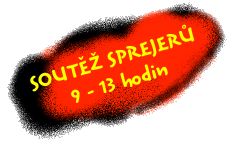 SOUTĚŽ SPREJERŮ
9 - 13 hodin